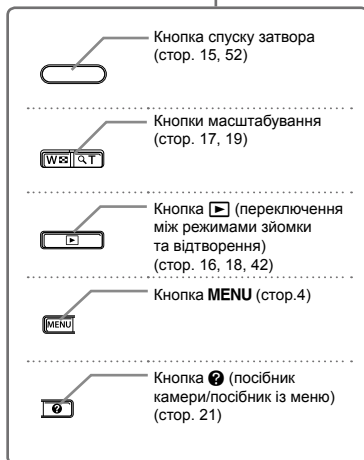 Кнопка спуску затвора
(стор. 15, 52)
Кнопки масштабування
(стор. 17, 19)
W T
Кнопка ▶ (переключення
між режимами зйомки
та відтворення)
(стор. 16, 18, 42)
Кнопка MENU (стор.4)
MENU
Кнопка ? (посібник
камери/посібник із меню)
(стор. 21)
?